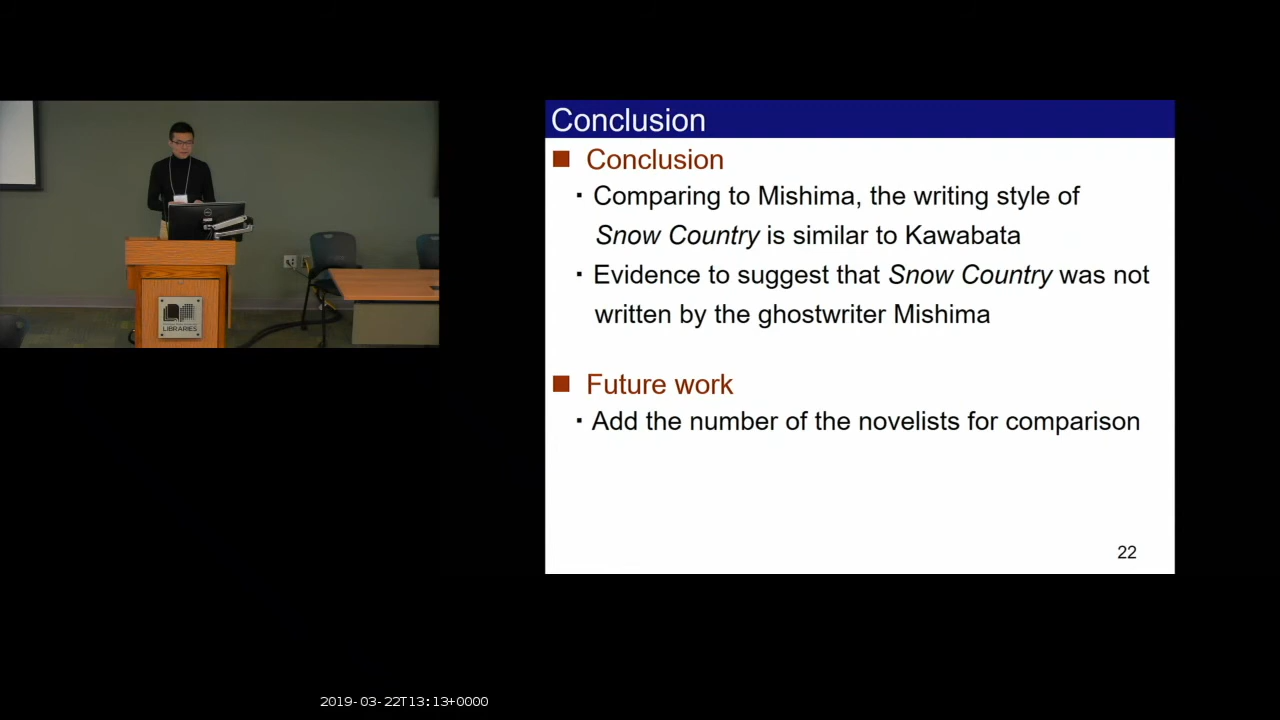 Conclusion
■ Conclusion
· Comparing to Mishima, the writing style of
Snow Country is similar to Kawabata
· Evidence to suggest that Snow Country was not
written by the ghostwriter Mishima
■ Future work
· Add the number of the novelists for comparison
22
LIBRARIES
2019-03-22T13:13+0000